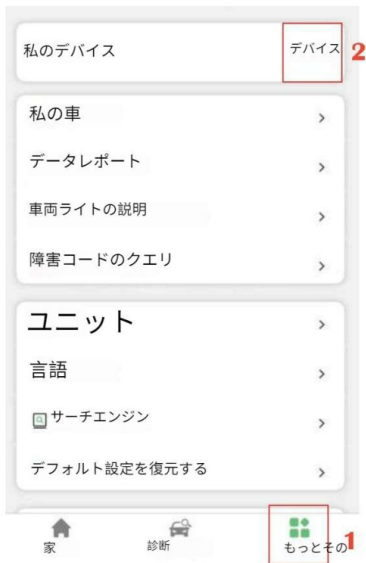 私のデバイス
デバイス
2
私の車
データレポート
車両ライトの説明
障害コードのクエリ
ユニット
言語
サーチエンジン
デフォルト設定を復元する
家
診断
もっとその
1